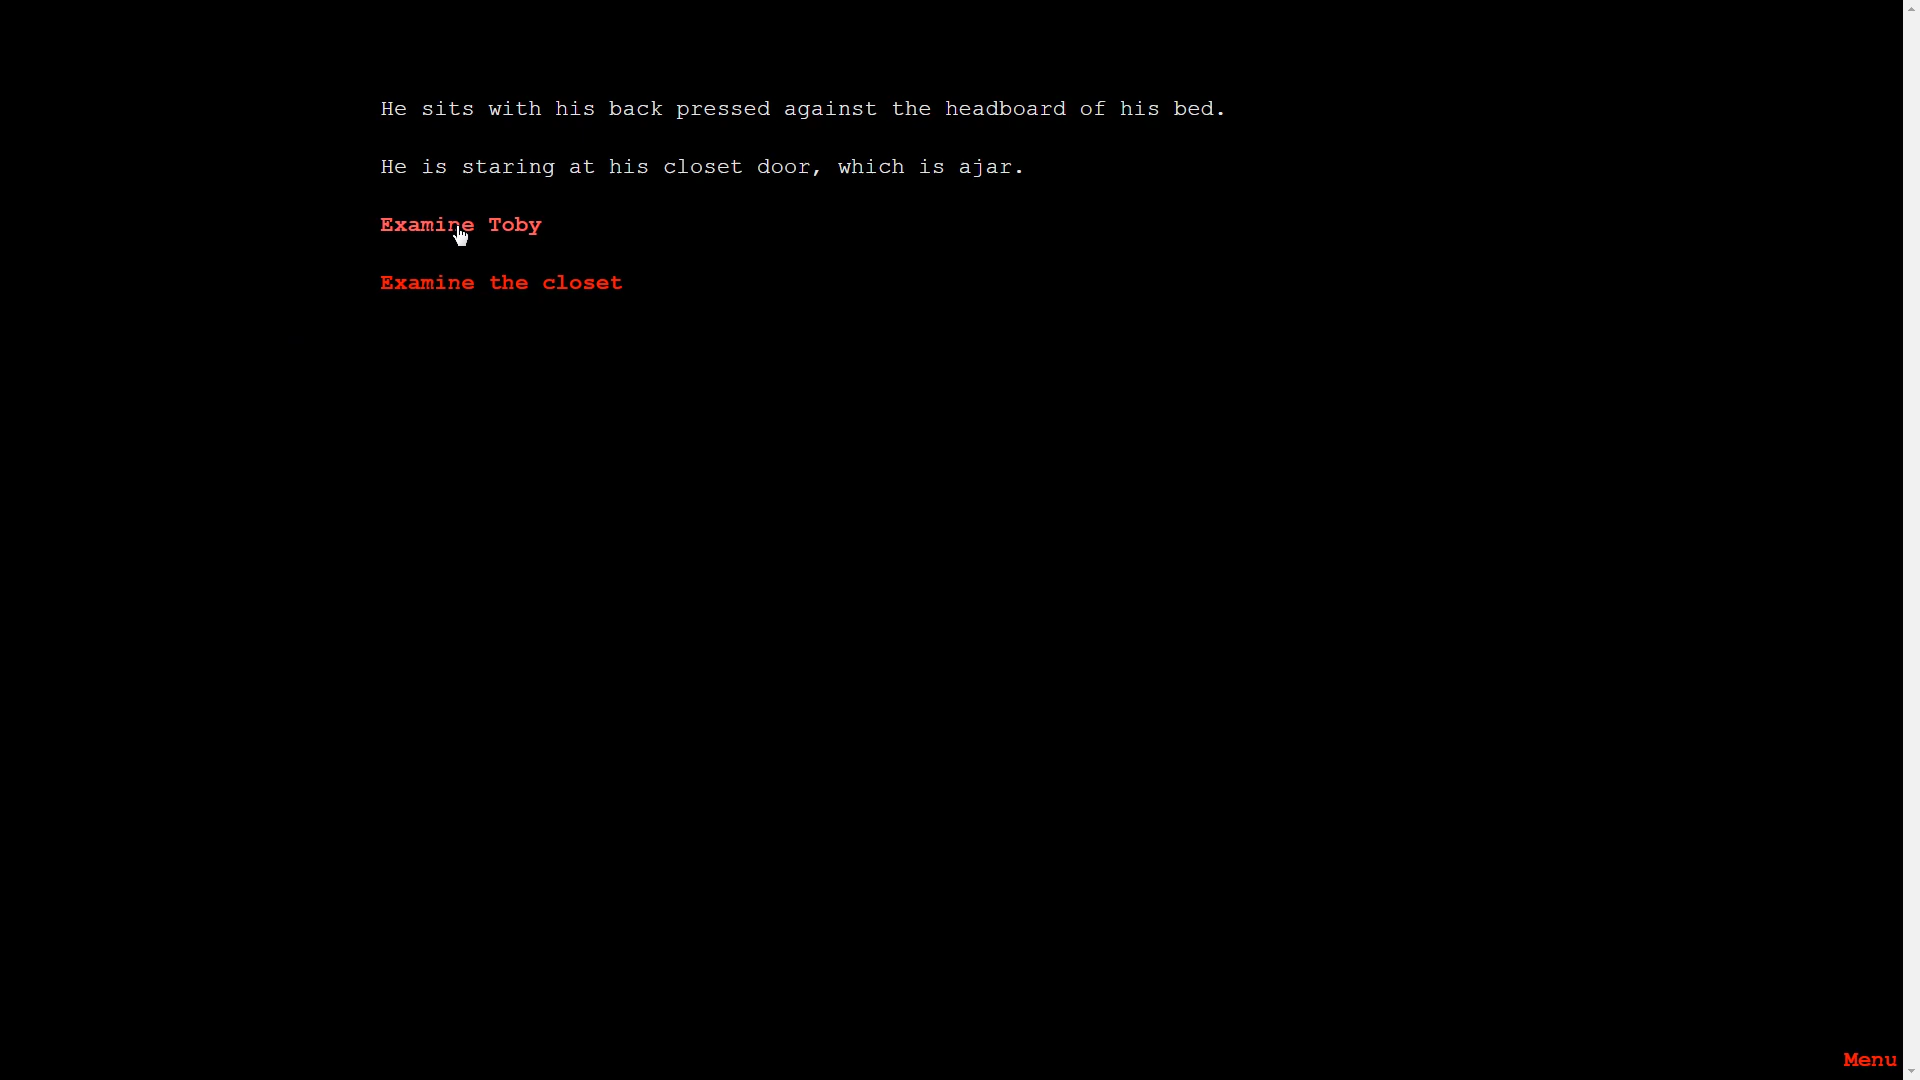 He sits with his back pressed against the headboard of his bed.
He is staring at his closet door, which is ajar.
Examine Toby
Examine the closet
Menu